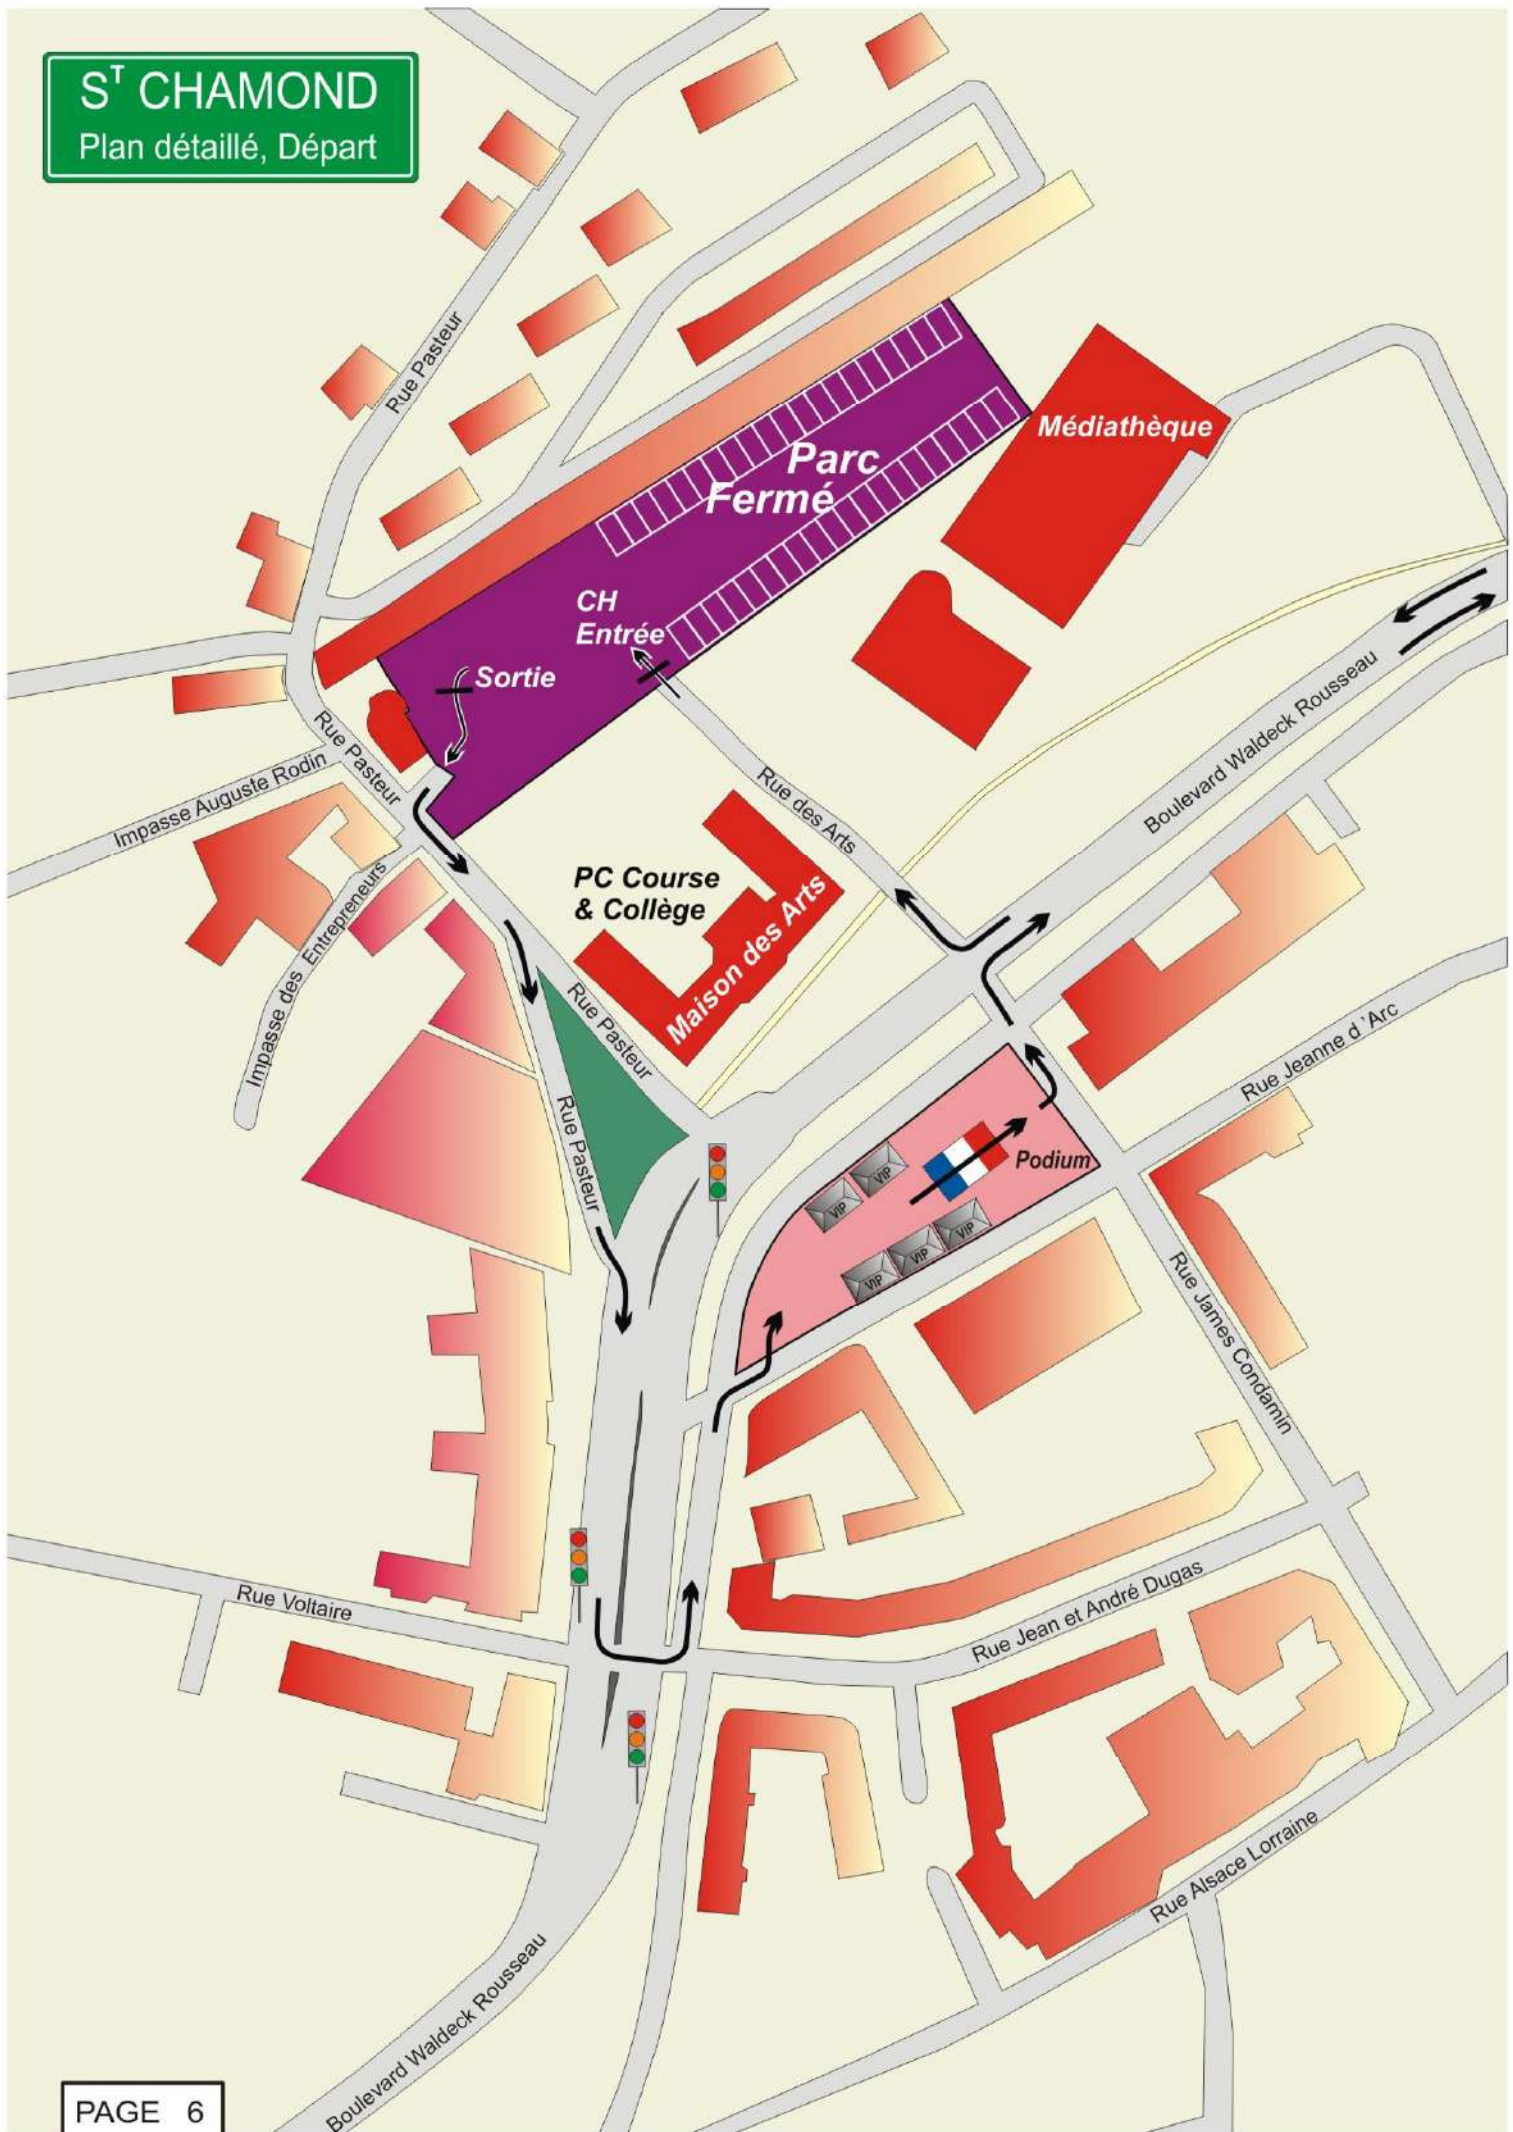 Sᵀ CHAMOND
Plan détaillé, Départ
Rue Pasteur
Médiathèque
Parc
Fermé
CH
Entrée
Sortie
Rue Pasteur
Impasse Auguste Rodin
Boulevard Waldeck Rousseau
Rue des Arts
Impasse des Entrepreneurs
PC Course
& Collège
Maison des Arts
Rue Pasteur
Rue Pasteur
Rue Jeanne d 'Arc
Podium
VIP
VIP
VIP
VIP
VIP
Rue James Condamin
Rue Voltaire
Rue Jean et André Dugas
Rue Alsace Lorraine
Boulevard Waldeck Rousseau
PAGE 6